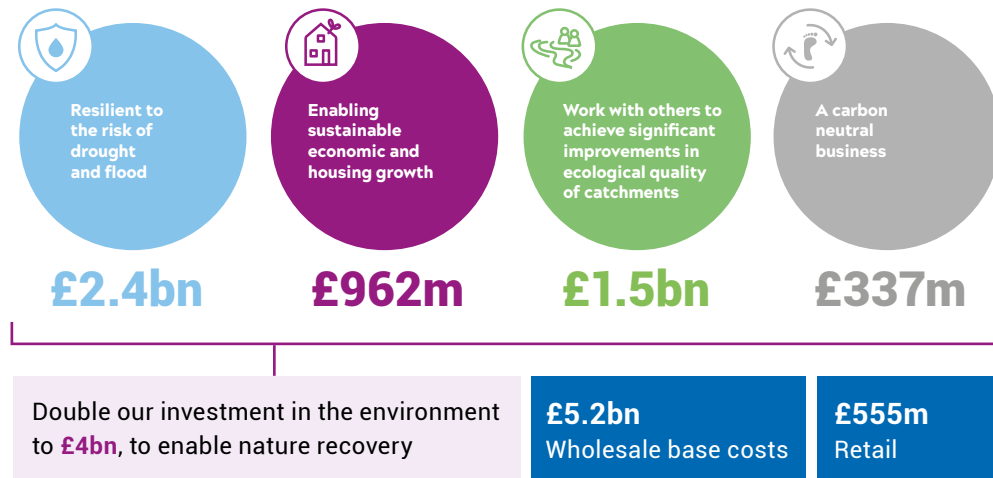 Resilient to
the risk of
drought
and flood
£2.4bn
Enabling
sustainable
economic and
housing growth
£962m
Work with others to
achieve significant
improvements in
ecological quality
of catchments
£1.5bn
A carbon
neutral
business
£337m
Double our investment in the environment
to £4bn, to enable nature recovery
£5.2bn
Wholesale base costs
£555m
Retail